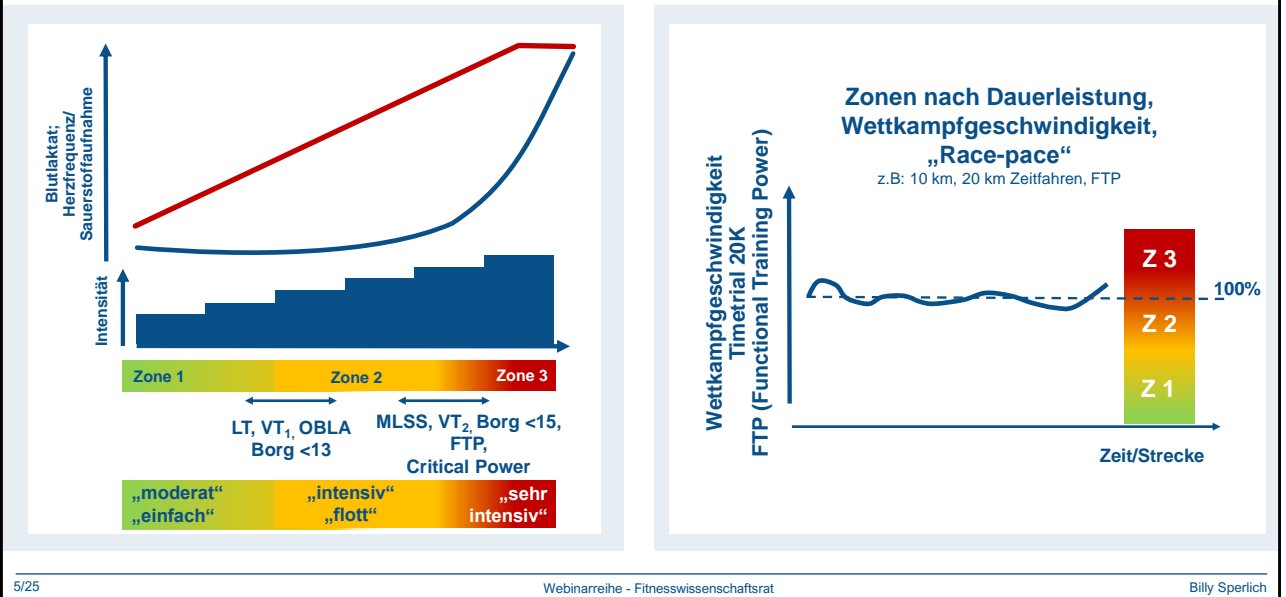 Blutlaktat;
Herzfrequenz/
Sauerstoffaufnahme
Intensität
Zone 1
Zone 2
Zone 3
LT, VT1, OBLA
Borg <13
MLSS, VT2, Borg <15,
FTP,
Critical Power
„moderat“
„einfach“
„intensiv“
„flott“
„sehr
intensiv“
Zonen nach Dauerleistung,
Wettkampfgeschwindigkeit,
„Race-pace“
z.B: 10 km, 20 km Zeitfahren, FTP
Wettkampfgeschwindigkeit
Timetrial 20K
FTP (Functional Training Power)
Z 3
100%
Z 2
Z 1
Zeit/Strecke
5/25
Webinarreihe - Fitnesswissenschaftsrat
Billy Sperlich